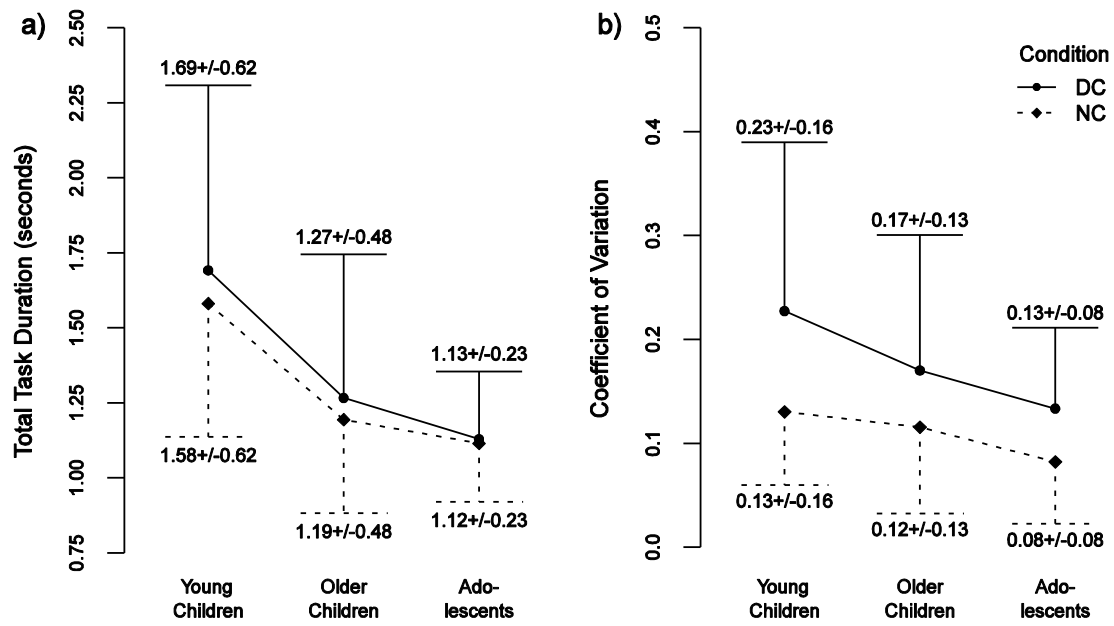 a)
Total Task Duration (seconds)
2.50
2.25
2.00
1.75
1.50
1.25
1.00
0.75
1.69+/-0.62
1.27+/-0.48
1.13+/-0.23
1.58+/-0.62
1.19+/-0.48
1.12+/-0.23
Young
Children
Older
Children
Ado-
lescents
b)
Coefficient of Variation
0.5
0.4
0.3
0.2
0.1
0.0
Condition
DC
NC
0.23+/-0.16
0.17+/-0.13
0.13+/-0.08
0.13+/-0.16
0.12+/-0.13
0.08+/-0.08
Young
Children
Older
Children
Ado-
lescents